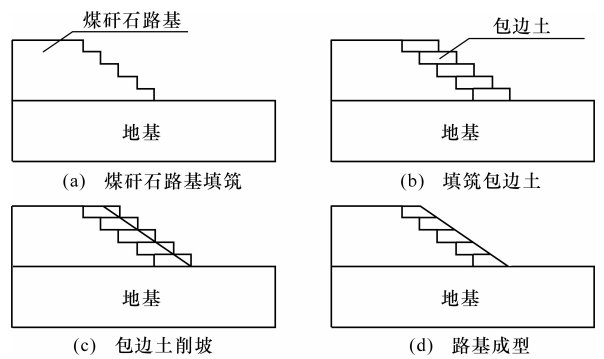 煤矸石路基
包边土
地基
地基
(a) 煤矸石路基填筑
(b) 填筑包边土
地基
地基
(c) 包边土削坡
(d) 路基成型